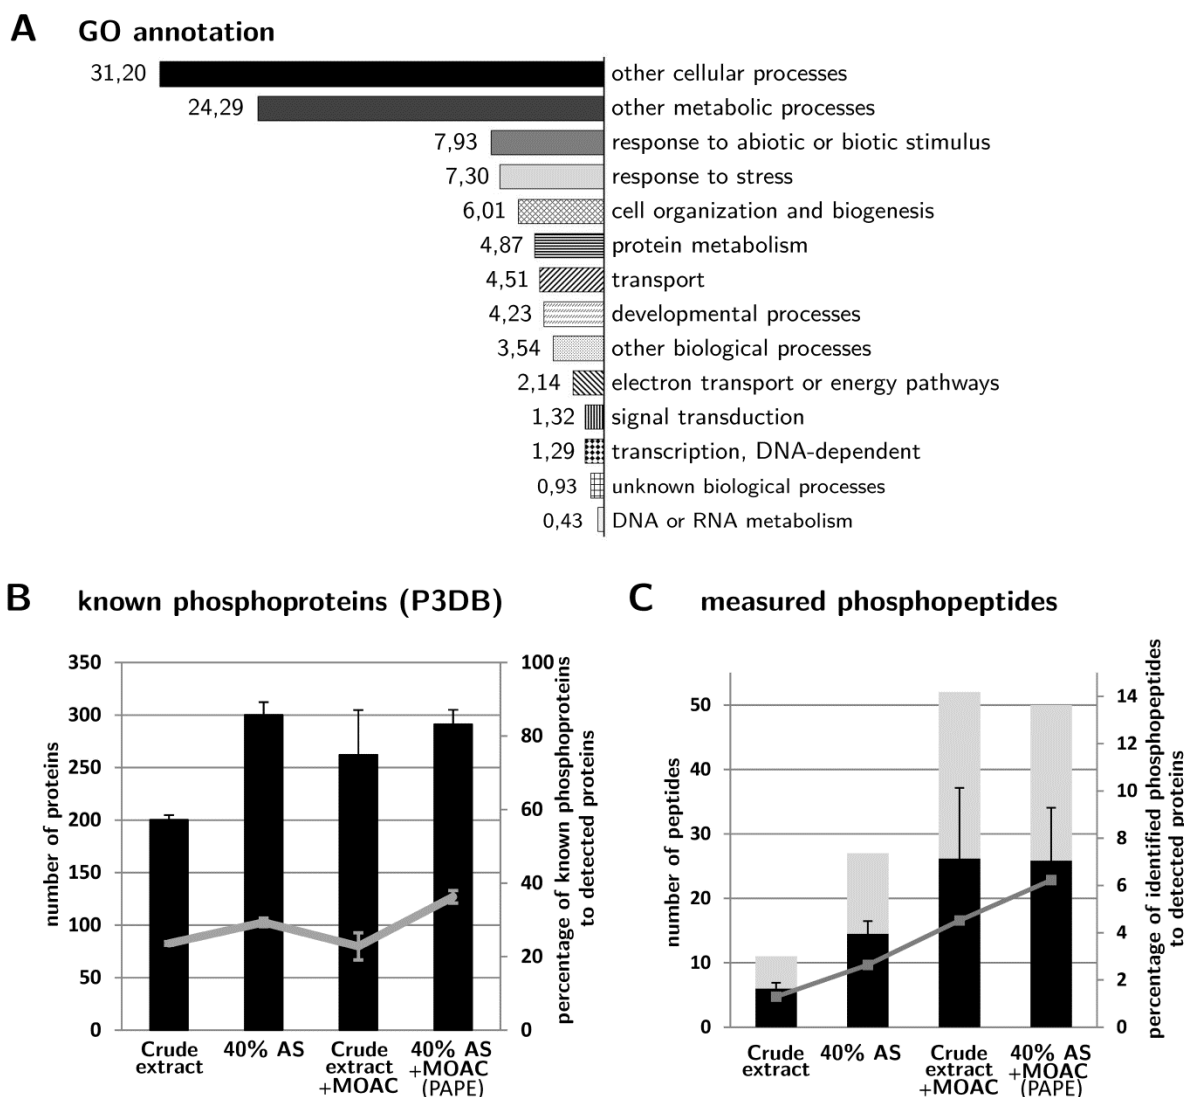 A GO annotation
31,20 other cellular processes
24,29 other metabolic processes
7,93 response to abiotic or biotic stimulus
7,30 response to stress
6,01 cell organization and biogenesis
4,87 protein metabolism
4,51 transport
4,23 developmental processes
3,54 other biological processes
2,14 electron transport or energy pathways
1,32 signal transduction
1,29 transcription, DNA-dependent
0,93 unknown biological processes
0,43 DNA or RNA metabolism
B known phosphoproteins (P3DB)
number of proteins
350
300
250
200
150
100
50
0
100
80
60
40
20
0
percentage of known phosphoproteins
to detected proteins
Crude
extract
40% AS
Crude
extract
+MOAC
40% AS
+MOAC
(PAPE)
C measured phosphopeptides
number of peptides
50
40
30
20
10
0
14
12
10
8
6
4
2
0
percentage of identified phosphopeptides
to detected proteins
Crude
extract
40% AS
Crude
extract
+MOAC
40% AS
+MOAC
(PAPE)